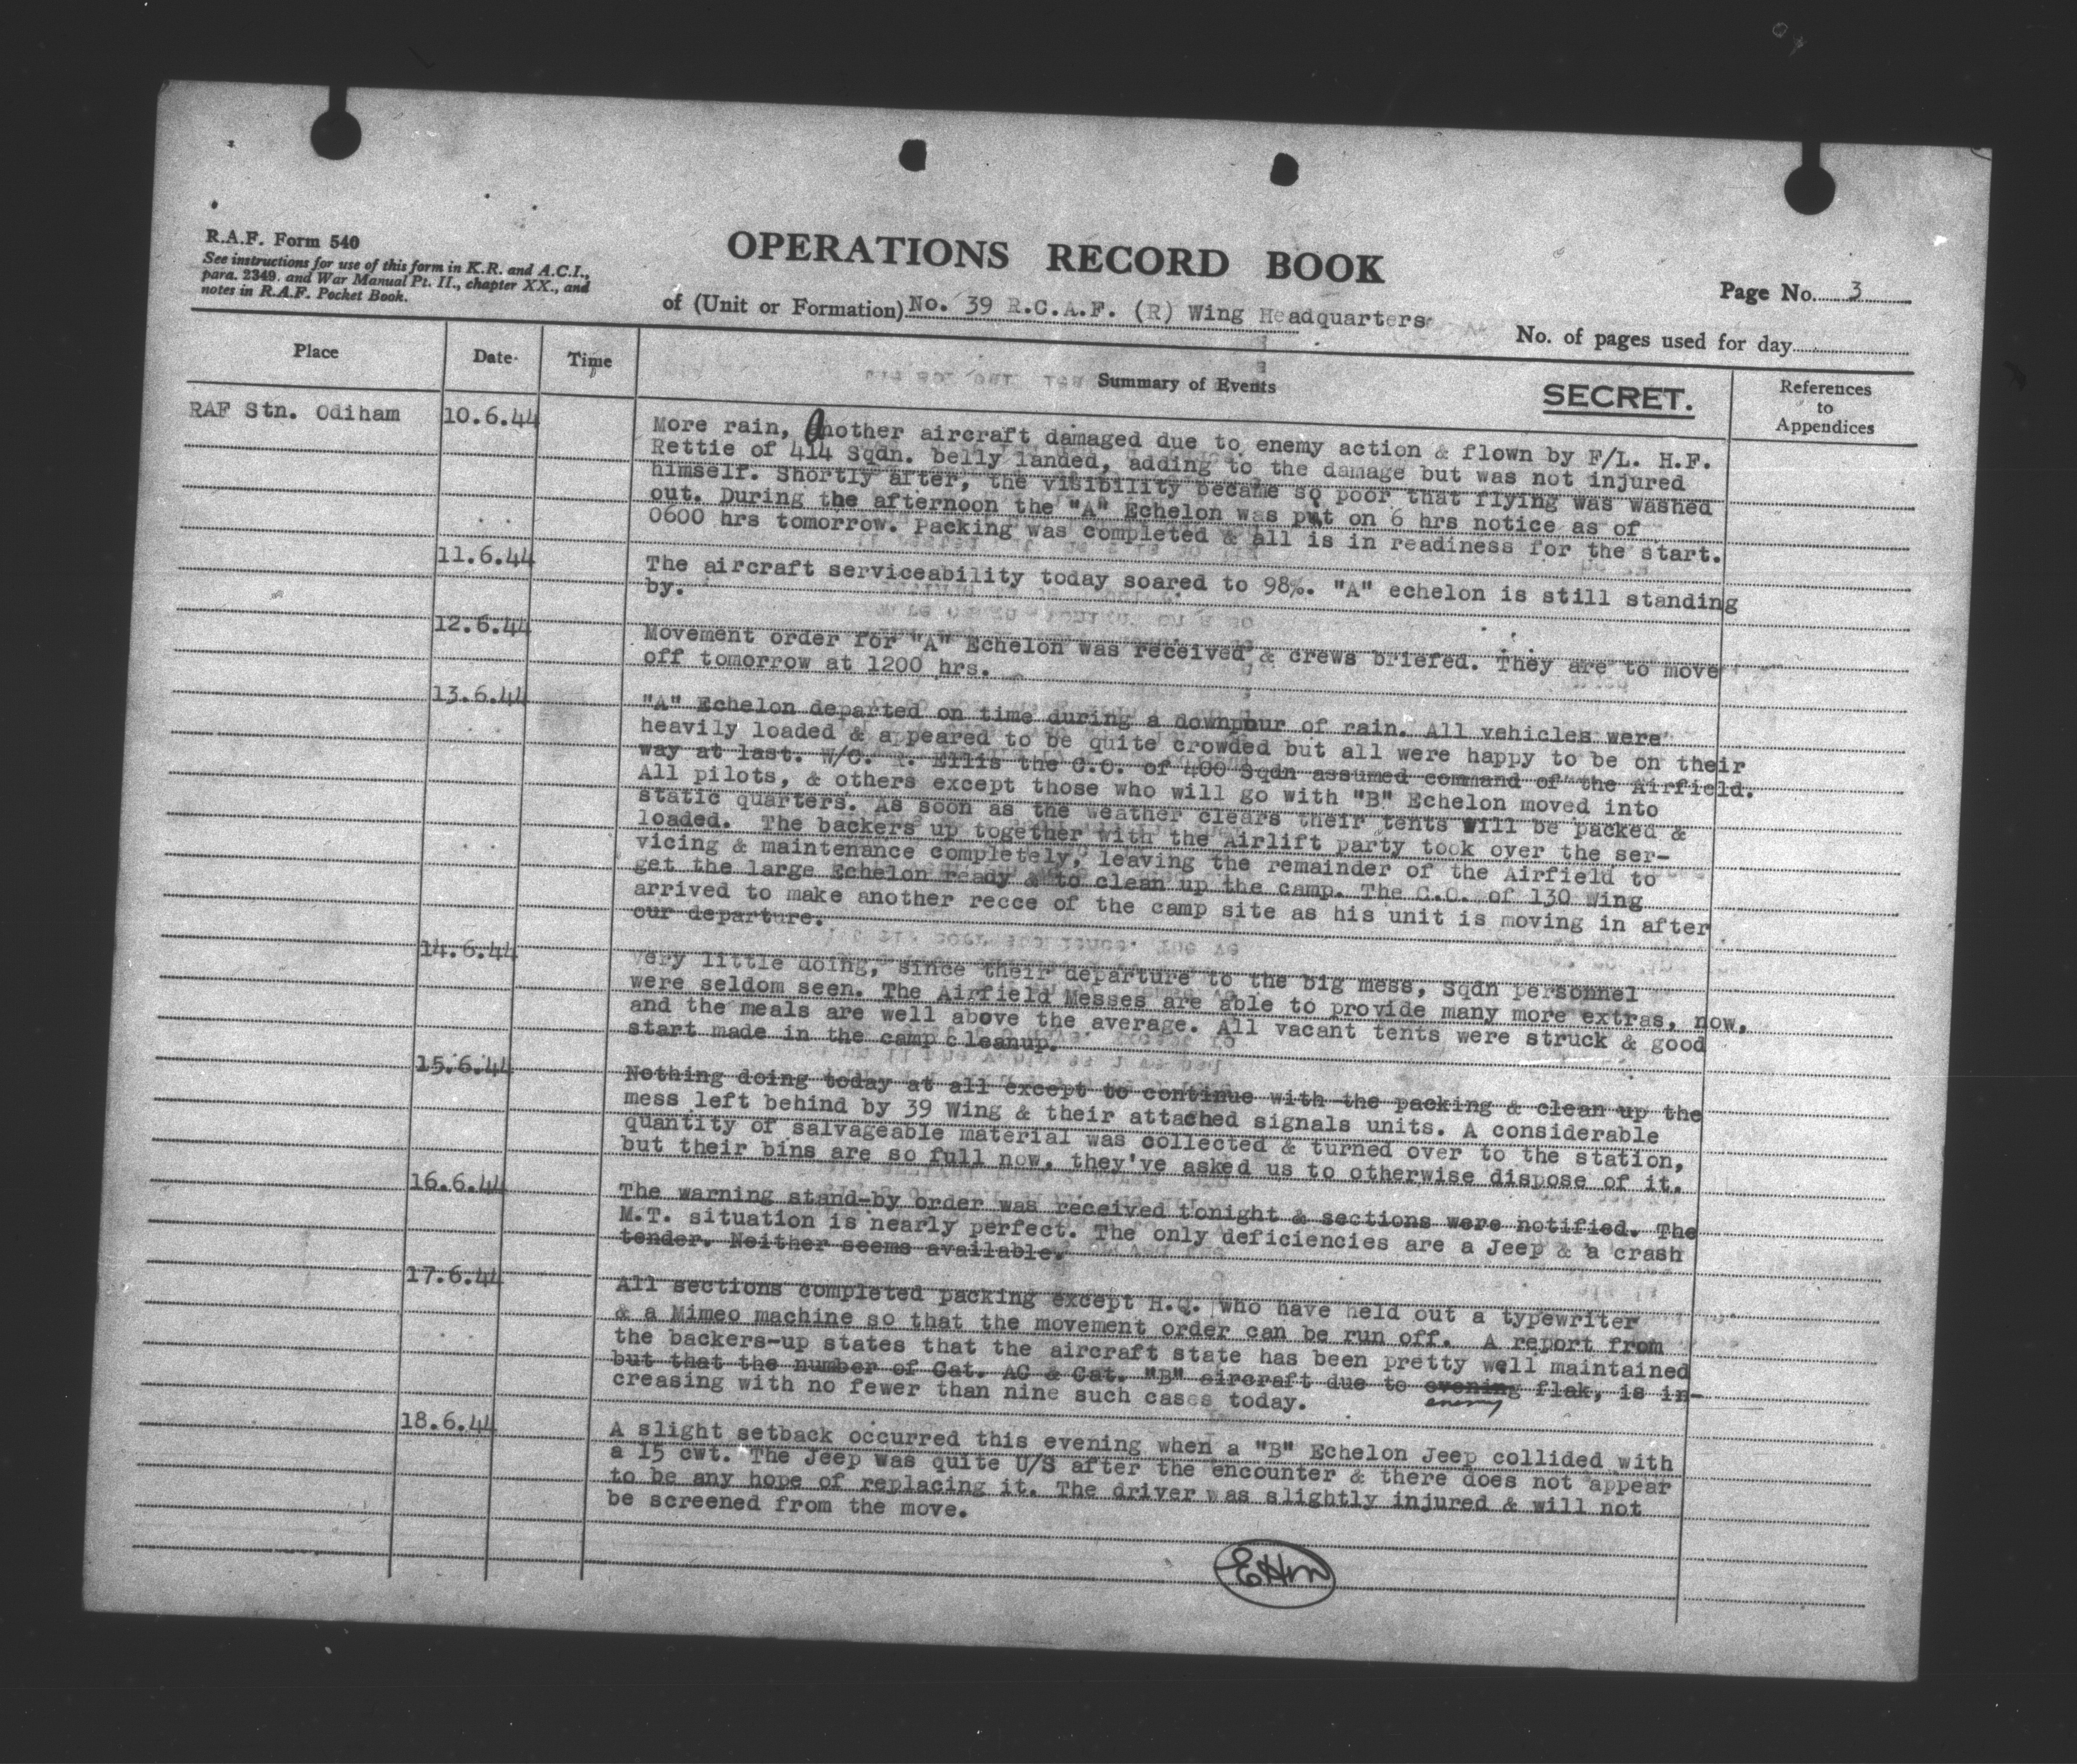 R.A.F. Form 540
See instructions for use of this form in K.R. and A.C.I.,
para. 2349, and War Manual Pt. II., chapter XX., and
notes in R.A.F. Pocket Book.
OPERATIONS RECORD BOOK
of (Unit or Formation) No. 39 R.C.A.F. (R) Wing Headquarters
Page No. 3
No. of pages used for day
Place
Date
Time
Summary of Events
SECRET.
References
to
Appendices
RAF Stn. Odiham
10.6.44
More rain, Another aircraft damaged due to enemy action & flown by F/L. H.F.
Rettie of 414 Sqdn. belly landed, adding to the damage but was not injured
himself. Shortly after, the visibility became so poor that flying was washed
out. During the afternoon the "A" Echelon was put on 6 hrs notice as of
0600 hrs tomorrow. Packing was completed & all is in readiness for the start.
11.6.44
The aircraft serviceability today soared to 98%. "A" echelon is still standing
by.
12.6.44
Movement order for "A" Echelon was received & crews briefed. They are to move
off tomorrow at 1200 hrs.
13.6.44
"A" Echelon departed on time during a downpour of rain. All vehicles were
heavily loaded & appeared to be quite crowded but all were happy to be on their
way at last. W/C. Ellis the C.O. of 400 Sqdn assumed command of the Airfield.
All pilots, & others except those who will go with "B" Echelon moved into
static quarters. As soon as the weather clears their tents will be packed &
loaded. The backers up together with the Airlift party took over the ser-
vicing & maintenance completely, leaving the remainder of the Airfield to
get the large Echelon ready & to clean up the camp. The C.O. of 130 Wing
arrived to make another recce of the camp site as his unit is moving in after
our departure.
14.6.44
Very little doing, since their departure to the big mess, Sqdn personnel
were seldom seen. The Airfield Messes are able to provide many more extras, now,
and the meals are well above the average. All vacant tents were struck & good
start made in the camp cleanup.
15.6.44
Nothing doing today at all except to continue with the packing & clean up the
mess left behind by 39 Wing & their attached signals units. A considerable
quantity of salvageable material was collected & turned over to the station,
but their bins are so full now, they've asked us to otherwise dispose of it.
16.6.44
The warning stand-by order was received tonight & sections were notified. The
M.T. situation is nearly perfect. The only deficiencies are a Jeep & a crash
tender. Neither seems available.
17.6.44
All sections completed packing except H.Q. who have held out a typewriter
& a Mimeo machine so that the movement order can be run off. A report from
the backers-up states that the aircraft state has been pretty well maintained
but that the number of Cat. AC & Cat. "B" aircraft due to evening flak, is in-
enemy
creasing with no fewer than nine such cases today.
18.6.44
A slight setback occurred this evening when a "B" Echelon Jeep collided with
a 15 cwt. The Jeep was quite U/S after the encounter & there does not appear
to be any hope of replacing it. The driver was slightly injured & will not
be screened from the move.
EHM